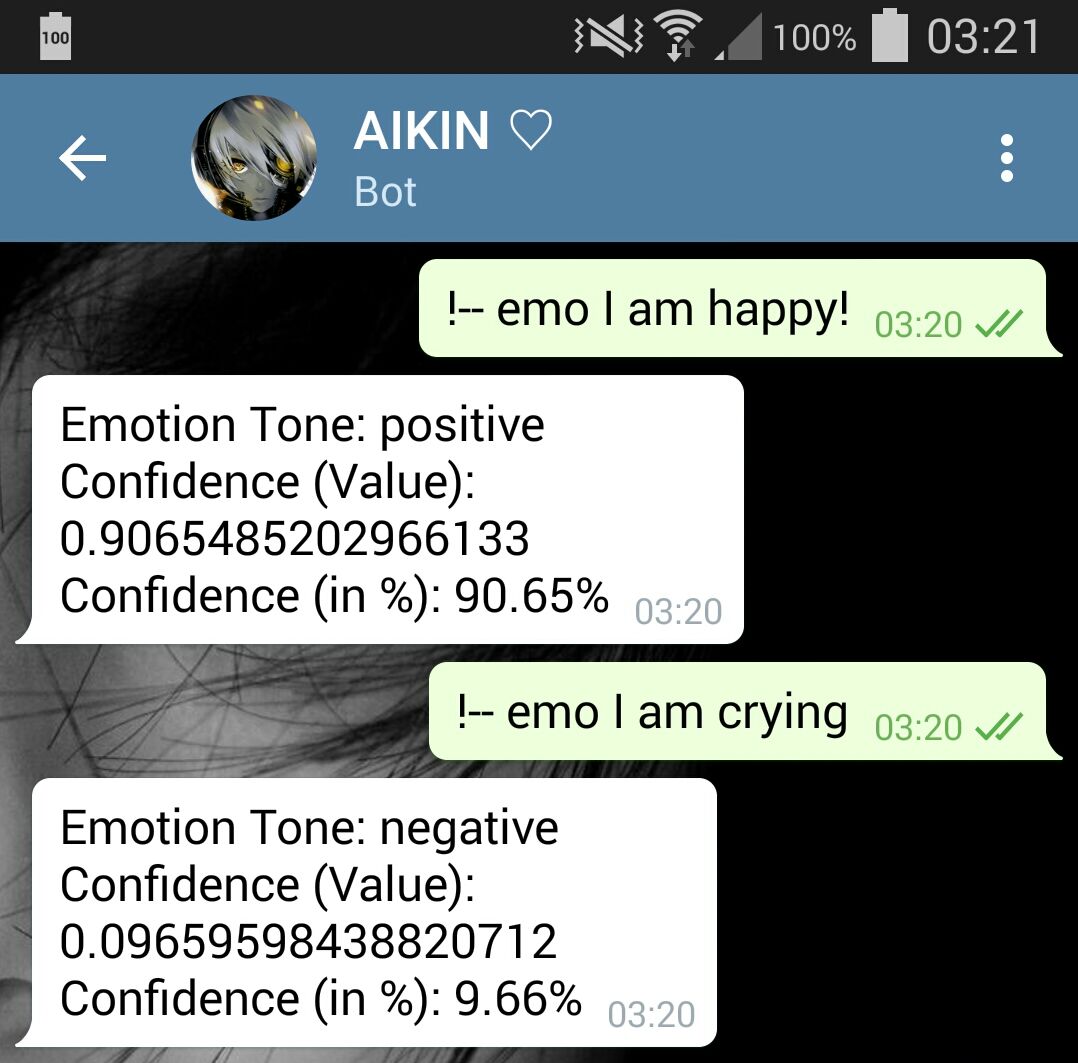 100 100% 03:21
AIKIN ♡
Bot
!-- emo I am happy! 03:20
Emotion Tone: positive
Confidence (Value):
0.9065485202966133
Confidence (in %): 90.65% 03:20
!-- emo I am crying 03:20
Emotion Tone: negative
Confidence (Value):
0.09659598438820712
Confidence (in %): 9.66% 03:20